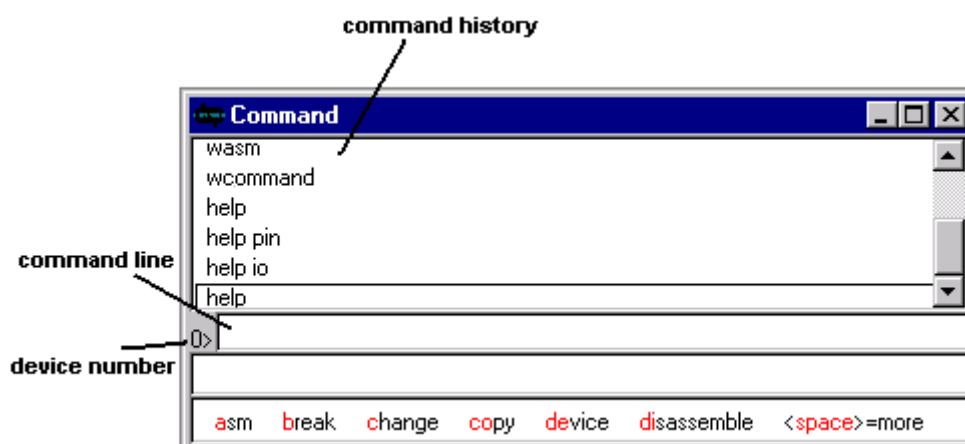 command history
Command
wasm
wcommand
help
help pin
help io
command line
help
0>
device number
asm break change copy device disassemble <space>=more